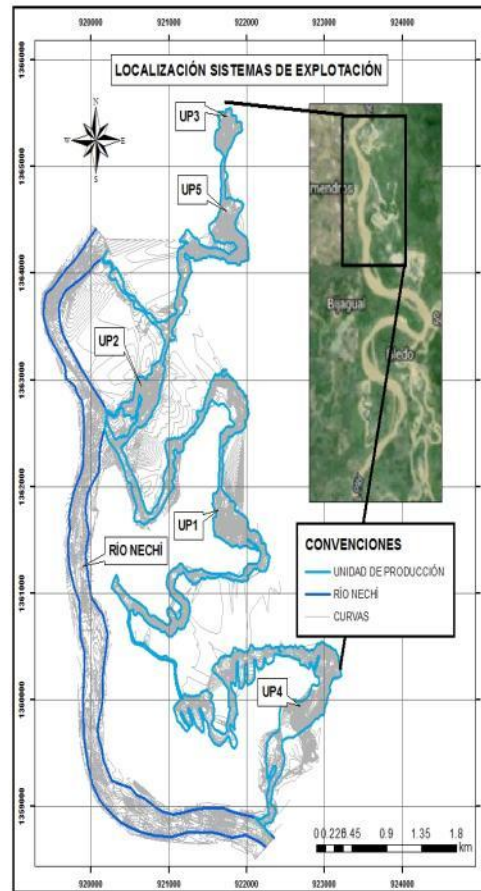 920000 921000 922000 923000 924000
1366000
LOCALIZACIÓN SISTEMAS DE EXPLOTACIÓN
UP3
N
W E
S
1365000
UP5
mendros
1364000
Bijagual
UP2
1363000
1362000
UP1
CONVENCIONES
UNIDAD DE PRODUCCIÓN
RÍO NECHÍ
CURVAS
RÍO NECHÍ
1361000
UP4
1360000
1359000
0 0.225 0.45 0.9 1.35 1.8
km
920000 921000 922000 923000 924000